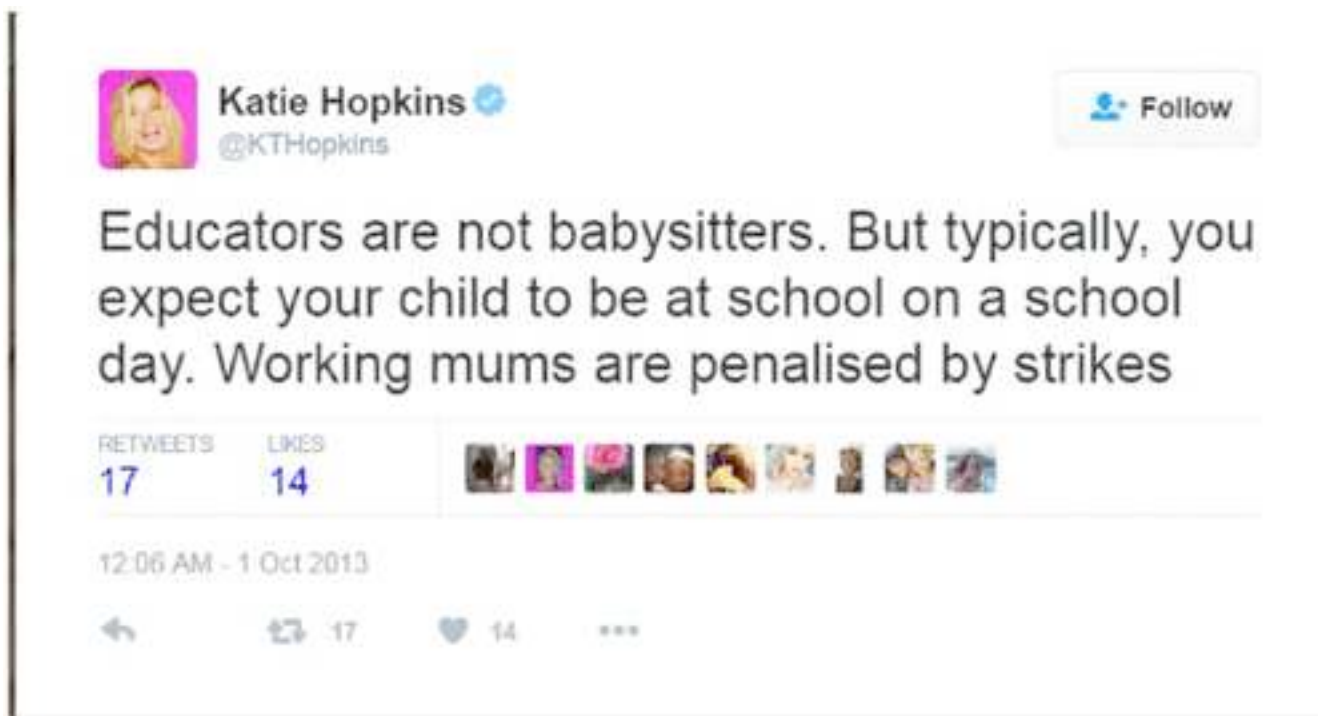 Katie Hopkins
@KTHopkins
Follow
Educators are not babysitters. But typically, you
expect your child to be at school on a school
day. Working mums are penalised by strikes
RETWEETS LIKES
17 14
12:06 AM - 1 Oct 2013
17 14